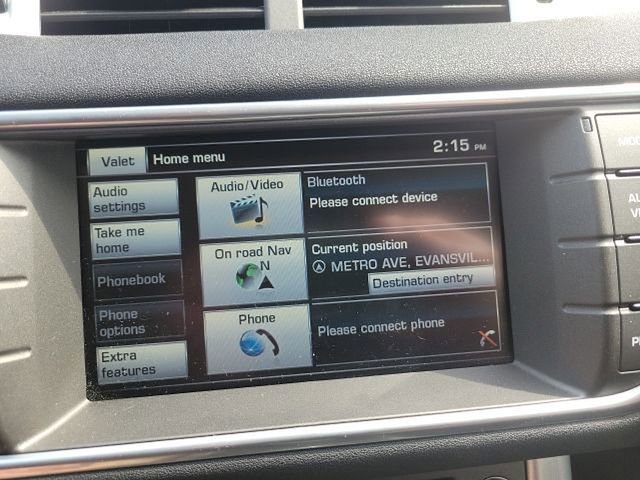 Valet Home menu 2:15 PM
Audio
settings
Take me
home
Phonebook
Phone
options
Extra
features
Audio/Video
On road Nav
N
Phone
Bluetooth
Please connect device
Current position
METRO AVE, EVANSVIL...
Destination entry
Please connect phone